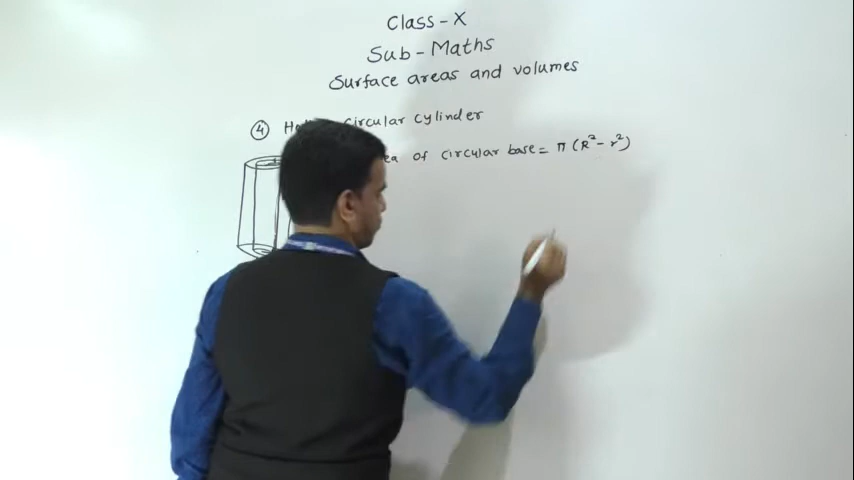 Class-X
Sub-Maths
Surface areas and volumes
④ Circular cylinder
of circular base = π (R² - r²)